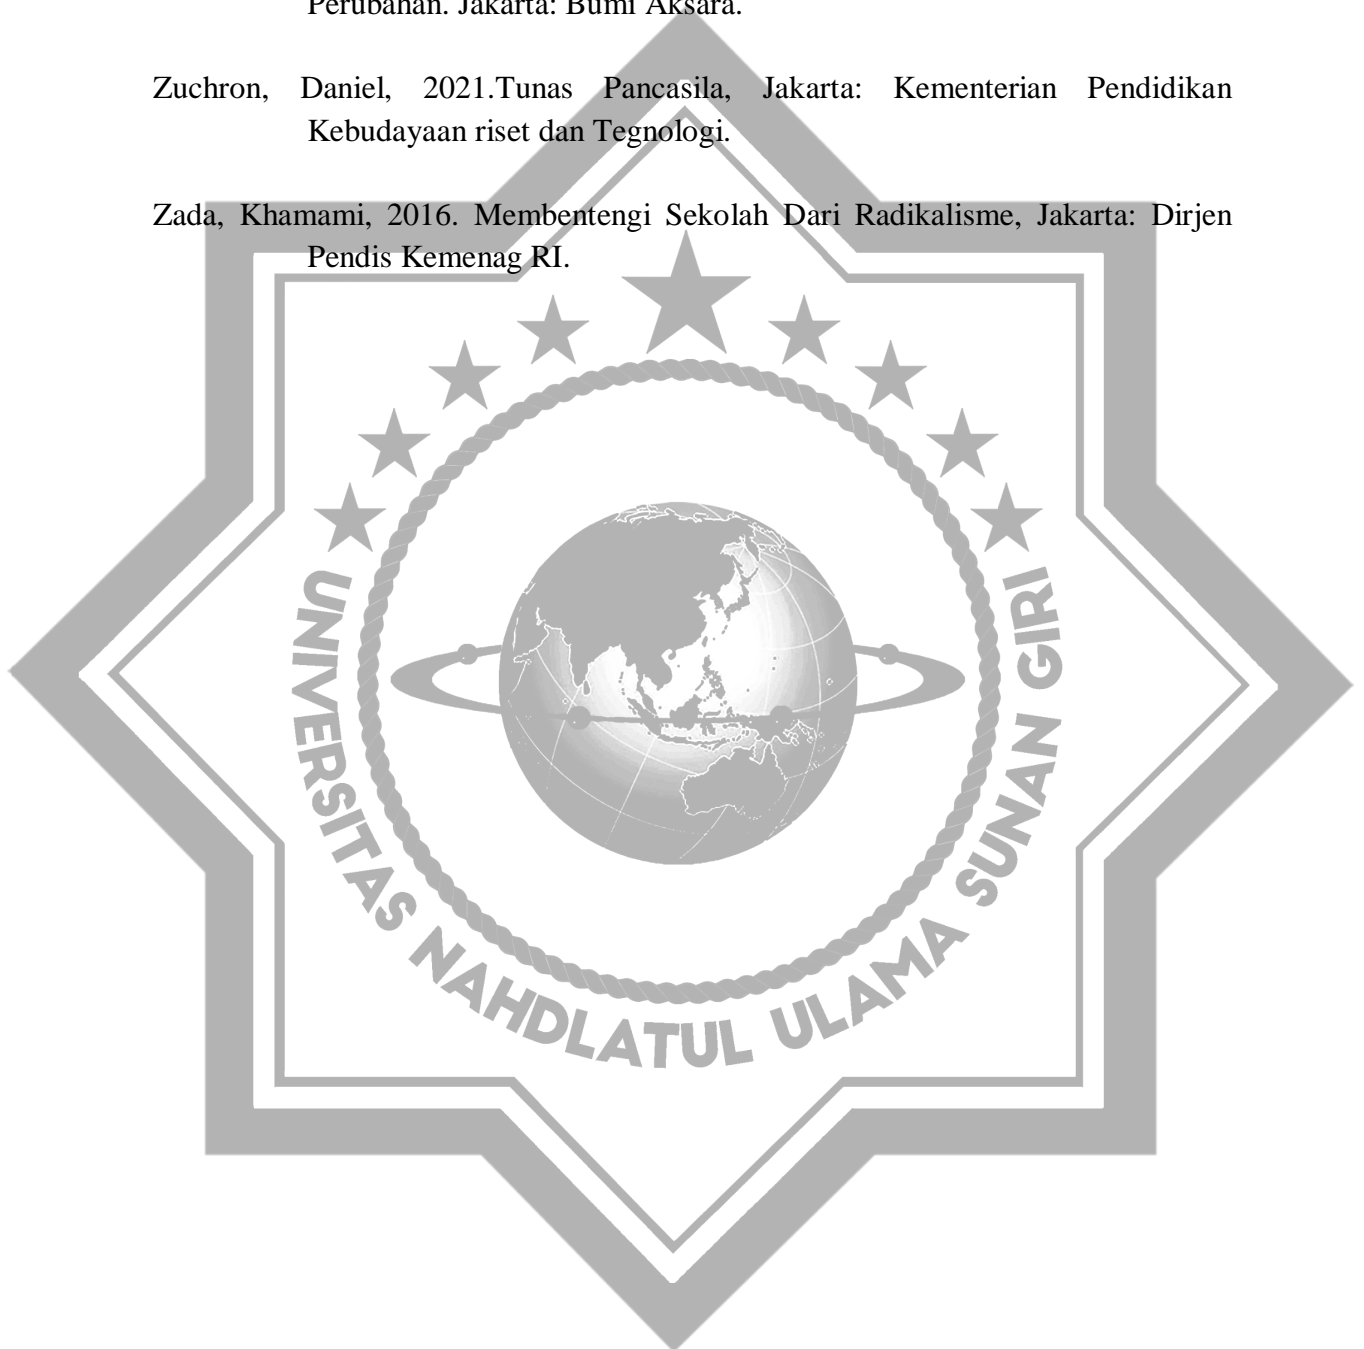 Perubahan. Jakarta: Bumi Aksara.
Zuchron, Daniel, 2021.Tunas Pancasila, Jakarta: Kementerian Pendidikan
Kebudayaan riset dan Tegnologi.
Zada, Khamami, 2016. Membentengi Sekolah Dari Radikalisme, Jakarta: Dirjen
Pendis Kemenag RI.
UNIVERSITAS NAHDLATUL ULAMA SUNAN GIRI